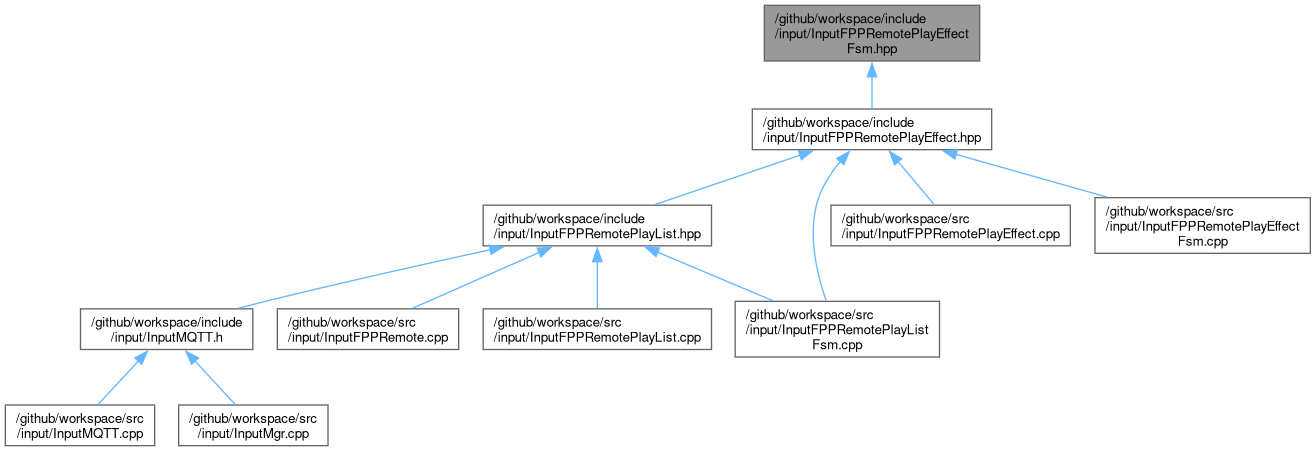 /github/workspace/include
/input/InputFPPRemotePlayEffect
Fsm.hpp
/github/workspace/include
/input/InputFPPRemotePlayEffect.hpp
/github/workspace/include
/input/InputFPPRemotePlayList.hpp
/github/workspace/src
/input/InputFPPRemotePlayEffect.cpp
/github/workspace/src
/input/InputFPPRemotePlayEffect
Fsm.cpp
/github/workspace/include
/input/InputMQTT.h
/github/workspace/src
/input/InputFPPRemote.cpp
/github/workspace/src
/input/InputFPPRemotePlayList.cpp
/github/workspace/src
/input/InputFPPRemotePlayList
Fsm.cpp
/github/workspace/src
/input/InputMQTT.cpp
/github/workspace/src
/input/InputMgr.cpp